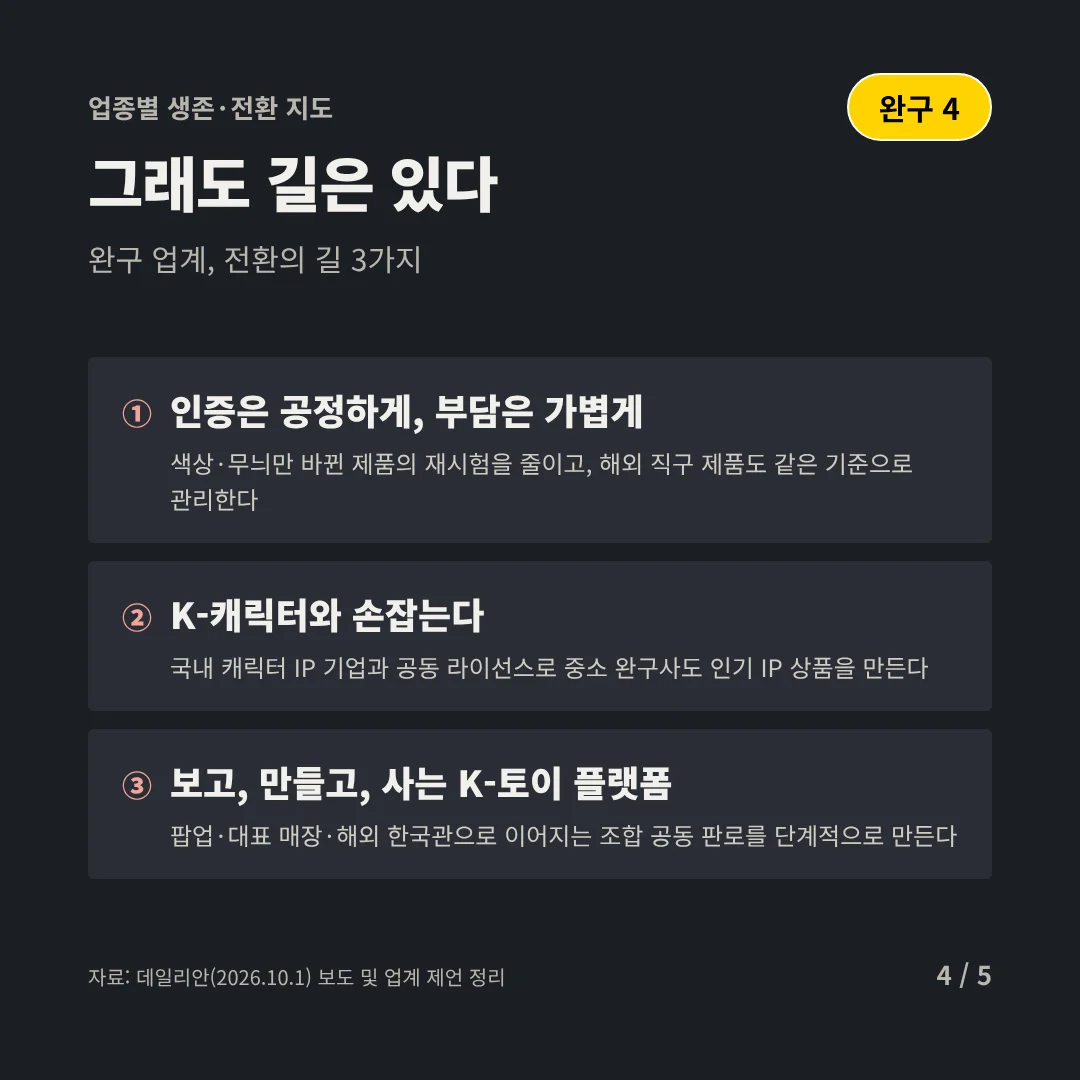 업종별 생존·전환 지도
완구 4
그래도 길은 있다
완구 업계, 전환의 길 3가지
① 인증은 공정하게, 부담은 가볍게
색상·무늬만 바뀐 제품의 재시험을 줄이고, 해외 직구 제품도 같은 기준으로
관리한다
② K-캐릭터와 손잡는다
국내 캐릭터 IP 기업과 공동 라이선스로 중소 완구사도 인기 IP 상품을 만든다
③ 보고, 만들고, 사는 K-토이 플랫폼
팝업·대표 매장·해외 한국관으로 이어지는 조합 공동 판로를 단계적으로 만든다
자료: 데일리안(2026.10.1) 보도 및 업계 제언 정리
4 / 5